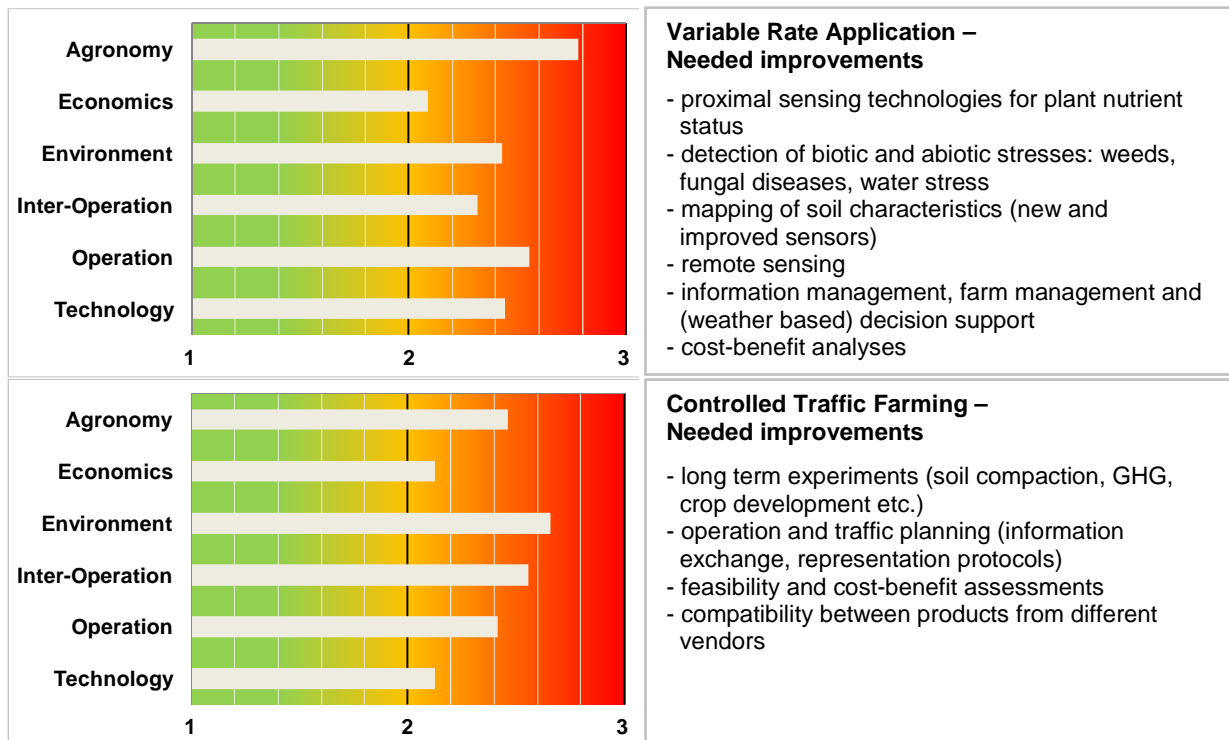 Agronomy
Economics
Environment
Inter-Operation
Operation
Technology
1 2 3
Variable Rate Application –
Needed improvements
- proximal sensing technologies for plant nutrient
status
- detection of biotic and abiotic stresses: weeds,
fungal diseases, water stress
- mapping of soil characteristics (new and
improved sensors)
- remote sensing
- information management, farm management and
(weather based) decision support
- cost-benefit analyses
Agronomy
Economics
Environment
Inter-Operation
Operation
Technology
1 2 3
Controlled Traffic Farming –
Needed improvements
- long term experiments (soil compaction, GHG,
crop development etc.)
- operation and traffic planning (information
exchange, representation protocols)
- feasibility and cost-benefit assessments
- compatibility between products from different
vendors